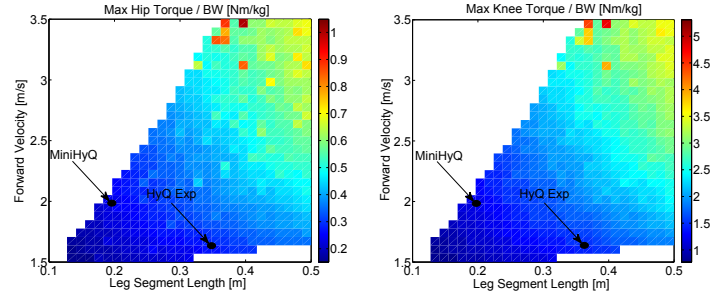 Max Hip Torque / BW [Nm/kg]
Forward Velocity [m/s]
3.5
3
2.5
2
1.5
MiniHyQ
HyQ Exp
0.1 0.2 0.3 0.4 0.5
Leg Segment Length [m]
1
0.9
0.8
0.7
0.6
0.5
0.4
0.3
0.2
Max Knee Torque / BW [Nm/kg]
Forward Velocity [m/s]
3.5
3
2.5
2
1.5
MiniHyQ
HyQ Exp
0.1 0.2 0.3 0.4 0.5
Leg Segment Length [m]
5
4.5
4
3.5
3
2.5
2
1.5
1